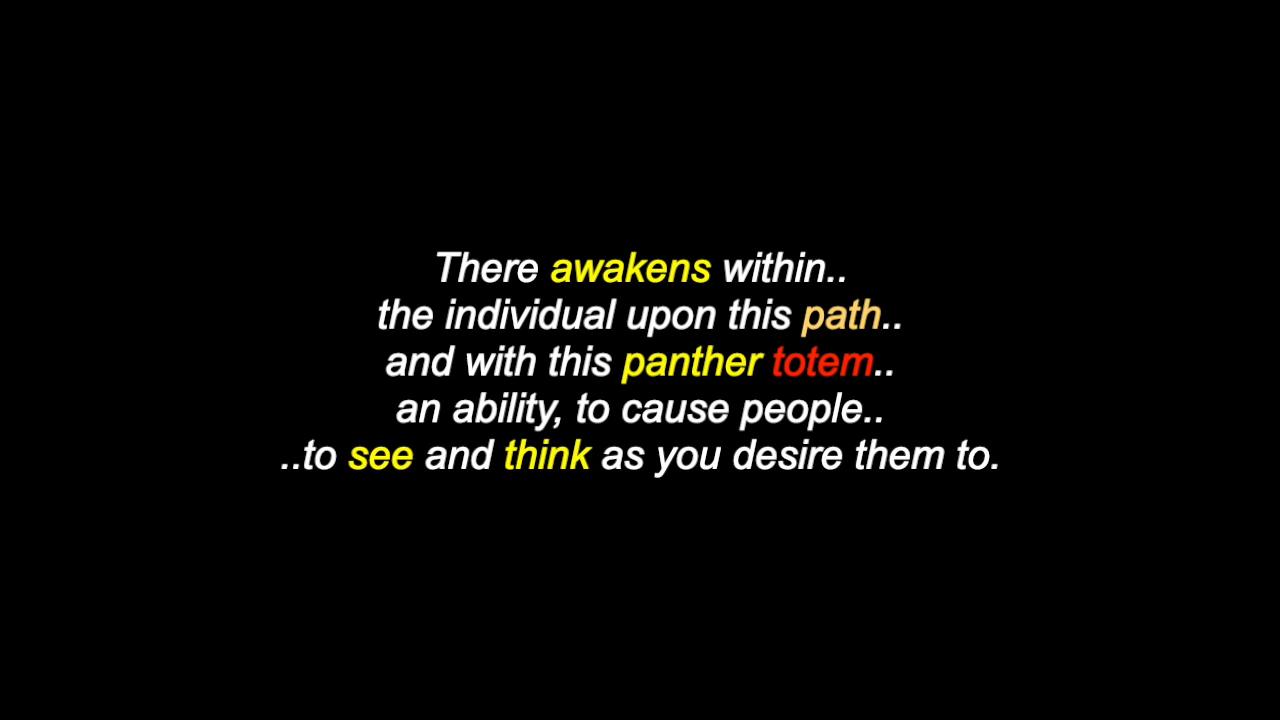 There awakens within..
the individual upon this path..
and with this panther totem..
an ability, to cause people..
..to see and think as you desire them to.